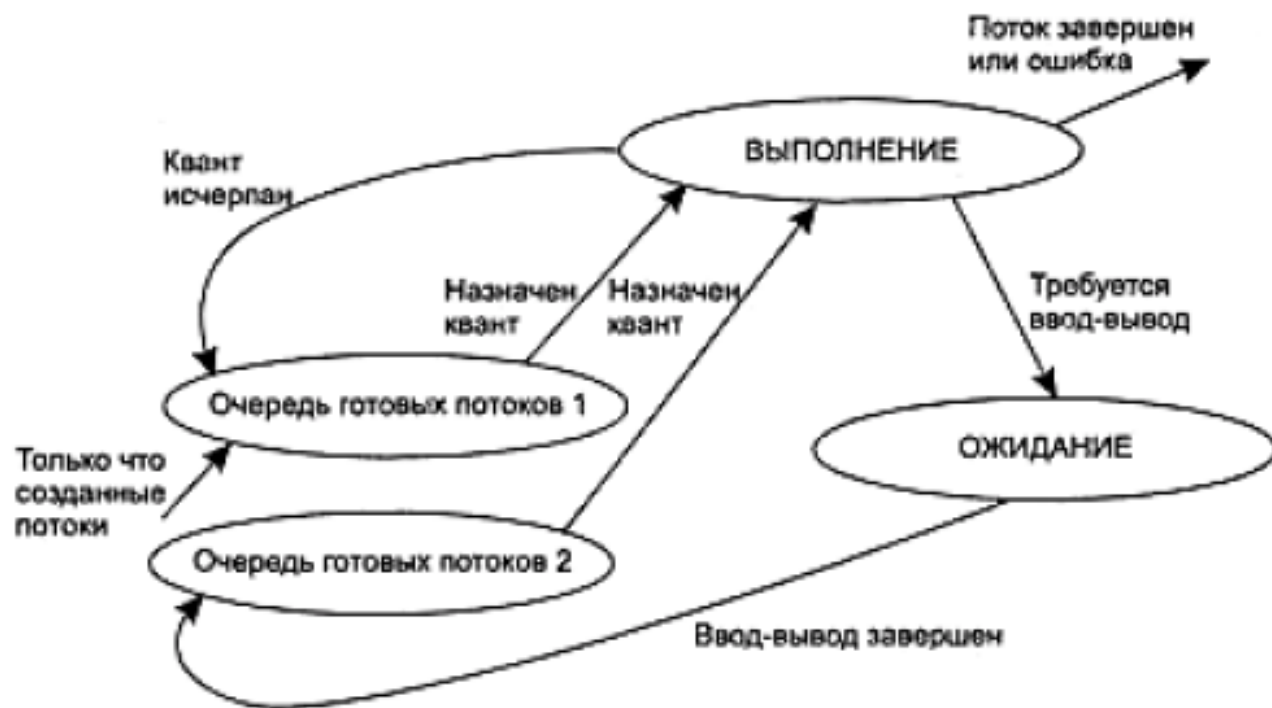 Поток завершен
или ошибка
ВЫПОЛНЕНИЕ
Квант
исчерпан
Назначен
квант
Назначен
квант
Требуется
ввод-вывод
Очередь готовых потоков 1
ОЖИДАНИЕ
Только что
созданные
потоки
Очередь готовых потоков 2
Ввод-вывод завершен